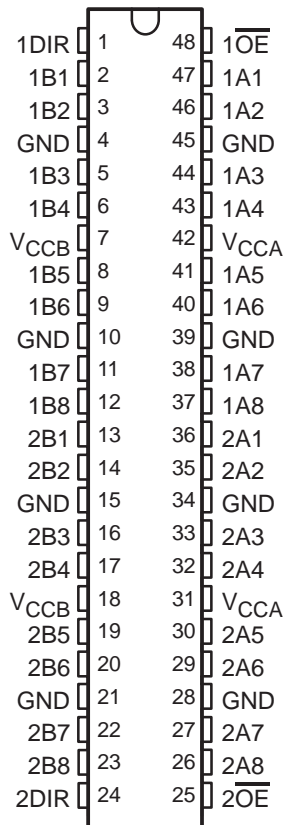 1DIR 1 48 1O̅E̅
1B1 2 47 1A1
1B2 3 46 1A2
GND 4 45 GND
1B3 5 44 1A3
1B4 6 43 1A4
VCCB 7 42 VCCA
1B5 8 41 1A5
1B6 9 40 1A6
GND 10 39 GND
1B7 11 38 1A7
1B8 12 37 1A8
2B1 13 36 2A1
2B2 14 35 2A2
GND 15 34 GND
2B3 16 33 2A3
2B4 17 32 2A4
VCCB 18 31 VCCA
2B5 19 30 2A5
2B6 20 29 2A6
GND 21 28 GND
2B7 22 27 2A7
2B8 23 26 2A8
2DIR 24 25 2O̅E̅